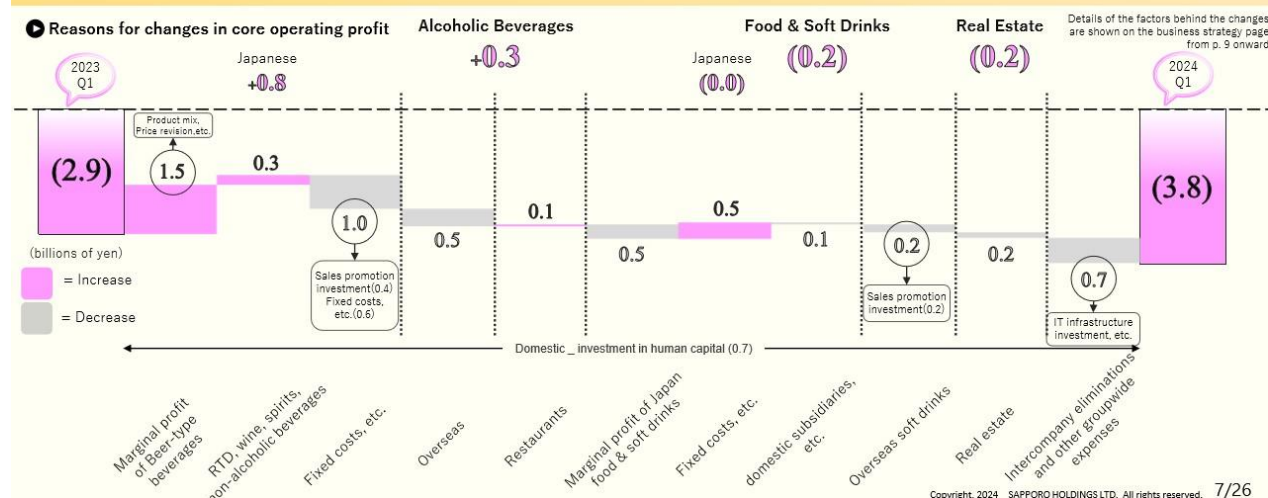 Reasons for changes in core operating profit
Alcoholic Beverages
+0.3
Food & Soft Drinks
(0.2)
Real Estate
(0.2)
Details of the factors behind the changes
are shown on the business strategy page
from p. 9 onward
2023
Q1
Japanese
+0.8
Japanese
(0.0)
2024
Q1
(2.9)
Product mix,
Price revision,etc.
1.5
0.3
1.0
Sales promotion
investment(0.4)
Fixed costs,
etc.(0.6)
0.5
0.1
0.5
0.5
0.1
0.2
Sales promotion
investment(0.2)
0.2
0.7
IT infrastructure
investment, etc.
(3.8)
(billions of yen)
= Increase
= Decrease
Domestic _ investment in human capital (0.7)
Marginal profit
of Beer-type
beverages
RTD, wine, spirits,
non-alcoholic beverages
Fixed costs, etc.
Overseas
Restaurants
Marginal profit of Japan
food & soft drinks
Fixed costs, etc.
domestic subsidiaries,
etc.
Overseas soft drinks
Real estate
Intercompany eliminations
and other groupwide
expenses
Copyright, 2024 SAPPORO HOLDINGS LTD. All rights reserved.
7/26